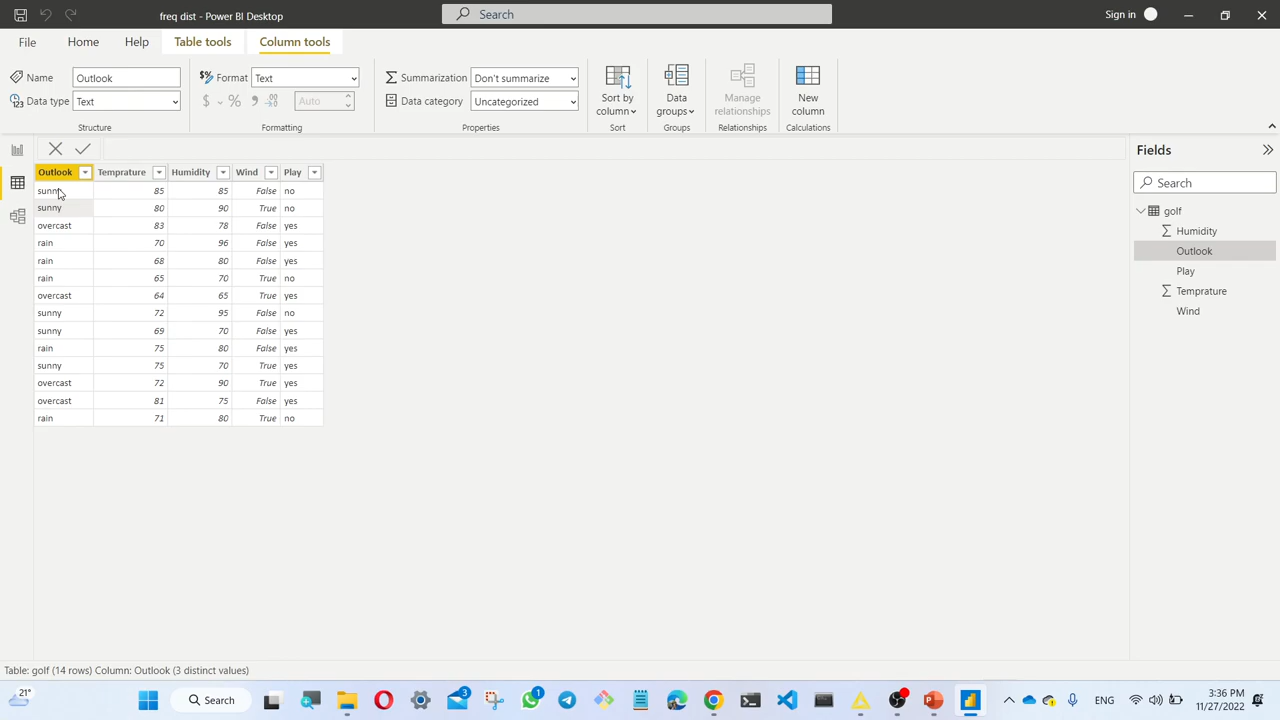 freq dist - Power BI Desktop
Search
Sign in
File Home Help Table tools Column tools
Name Outlook
Format Text
Summarization Don't summarize
Data type Text
$ % , Auto
Data category Uncategorized
Sort by column
Data groups
Manage relationships
New column
Structure Formatting Properties Sort Groups Relationships Calculations
Fields
Search
golf
Humidity
Outlook
Play
Temprature
Wind
Outlook Temprature Humidity Wind Play
sunny 85 85 False no
sunny 80 90 True no
overcast 83 78 False yes
rain 70 96 False yes
rain 68 80 False yes
rain 65 70 True no
overcast 64 65 True yes
sunny 72 95 False no
sunny 69 70 False yes
rain 75 80 False yes
sunny 75 70 True yes
overcast 72 90 True yes
overcast 81 75 False yes
rain 71 80 True no
Table: golf (14 rows) Column: Outlook (3 distinct values)
21°
Search
3
1
ENG
3:36 PM
11/27/2022